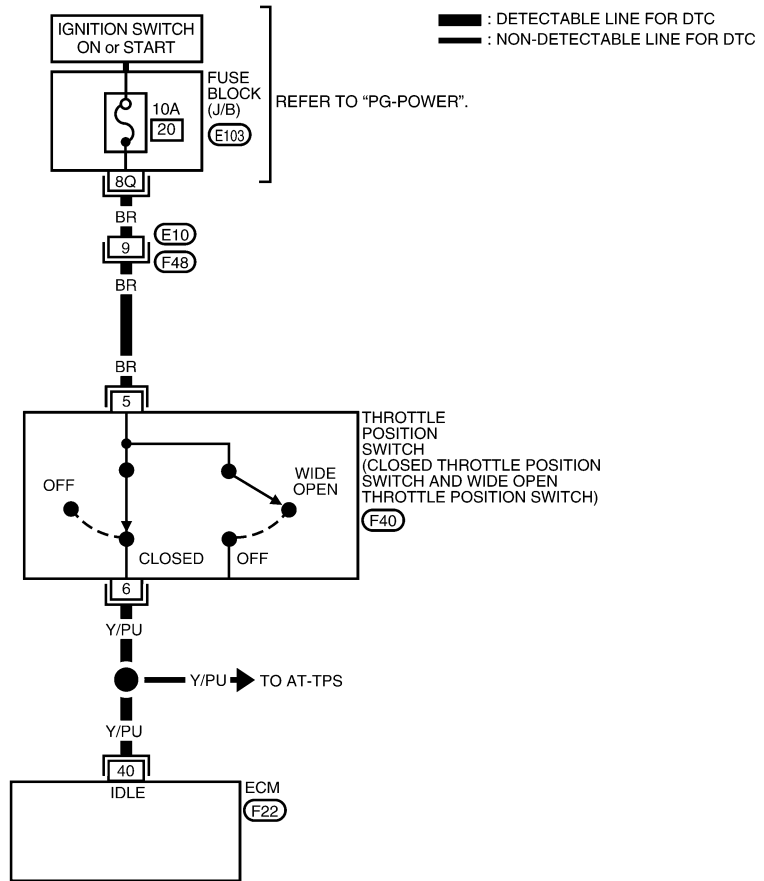 IGNITION SWITCH
ON or START
: DETECTABLE LINE FOR DTC
: NON-DETECTABLE LINE FOR DTC
FUSE
BLOCK
(J/B)
E103
10A
20
REFER TO “PG-POWER”.
8Q
BR
9
E10
F48
BR
BR
5
THROTTLE
POSITION
SWITCH
(CLOSED THROTTLE POSITION
SWITCH AND WIDE OPEN
THROTTLE POSITION SWITCH)
F40
OFF
WIDE
OPEN
CLOSED
OFF
6
Y/PU
Y/PU
TO AT-TPS
Y/PU
40
IDLE
ECM
F22